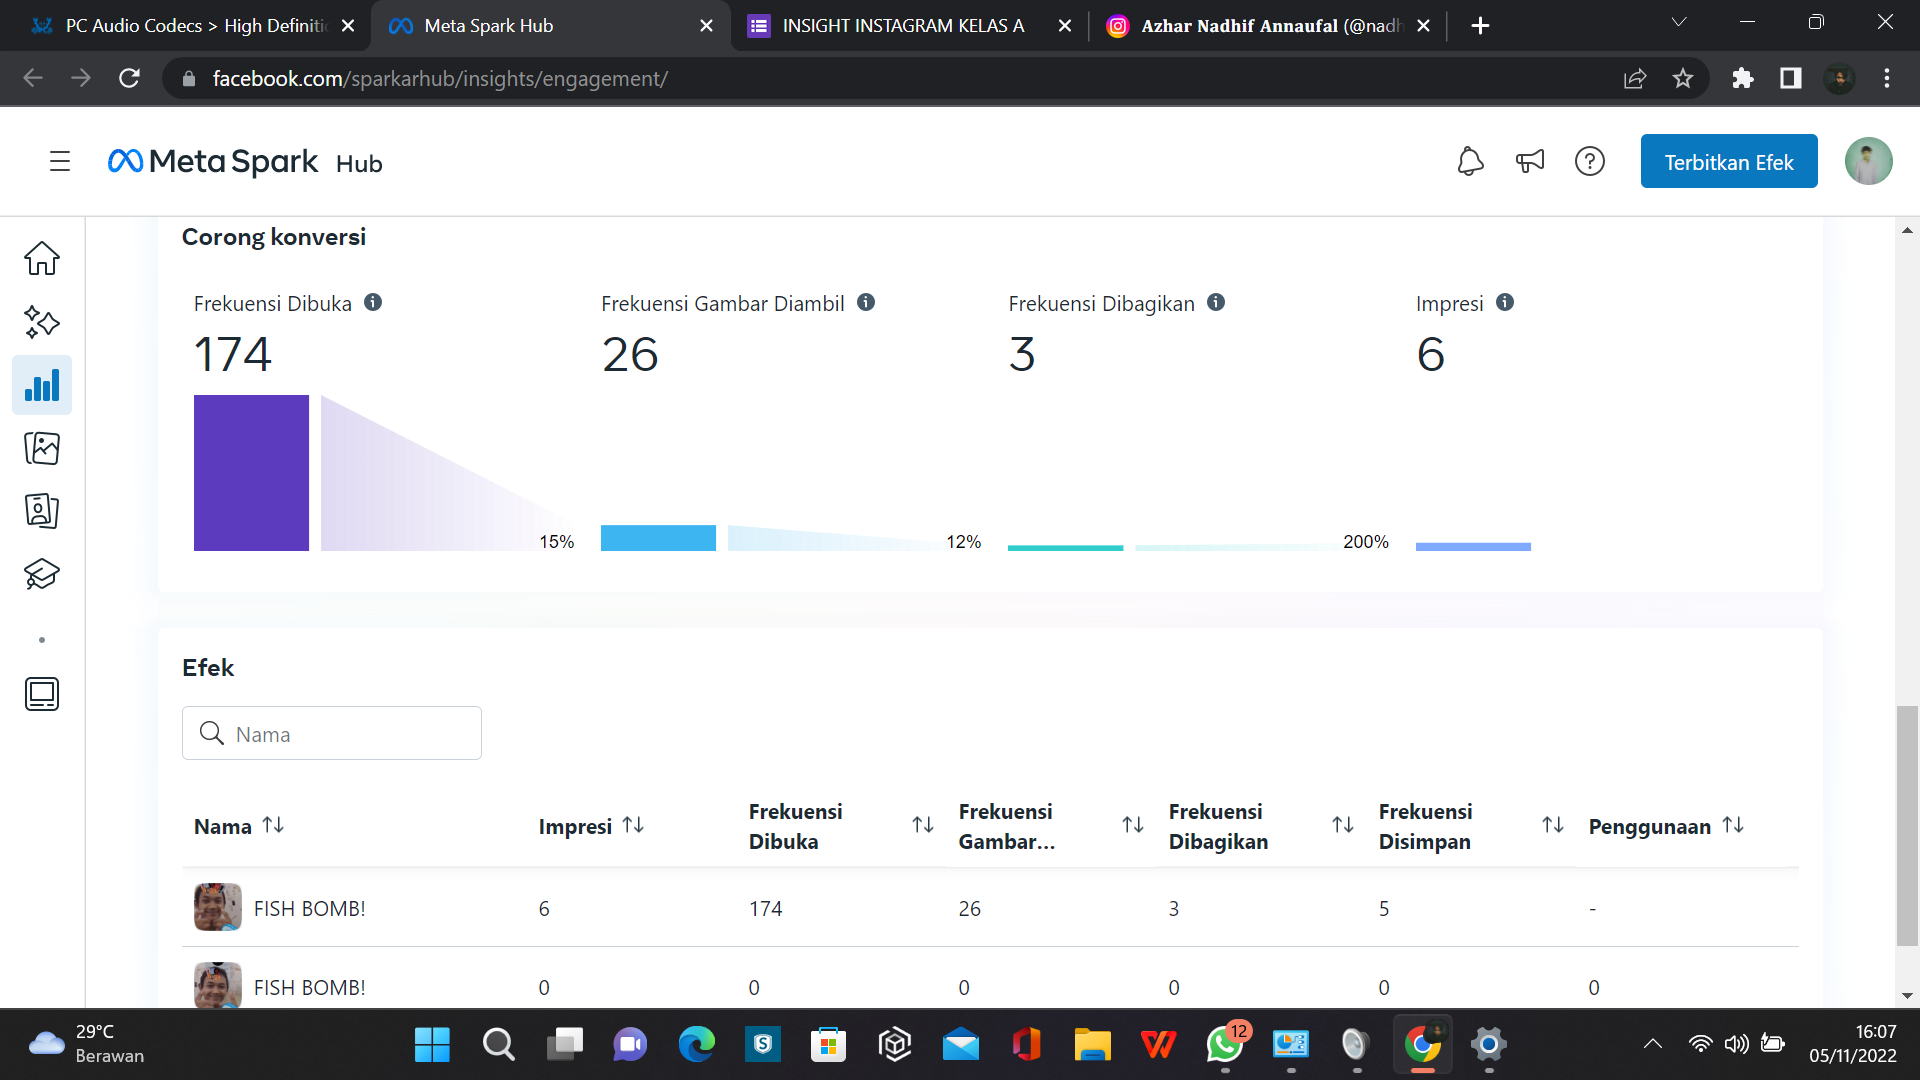 PC Audio Codecs > High Definiti
Meta Spark Hub
INSIGHT INSTAGRAM KELAS A
Azhar Nadhif Annaufal (@nadh
facebook.com/sparkarhub/insights/engagement/
Meta Spark Hub
Terbitkan Efek
Corong konversi
Frekuensi Dibuka
Frekuensi Gambar Diambil
Frekuensi Dibagikan
Impresi
174
26
3
6
15%
12%
200%
Efek
Nama
Nama
Impresi
Frekuensi Dibuka
Frekuensi Gambar...
Frekuensi Dibagikan
Frekuensi Disimpan
Penggunaan
FISH BOMB! 6 174 26 3 5 -
FISH BOMB! 0 0 0 0 0 0
29°C
Berawan
12
16:07
05/11/2022